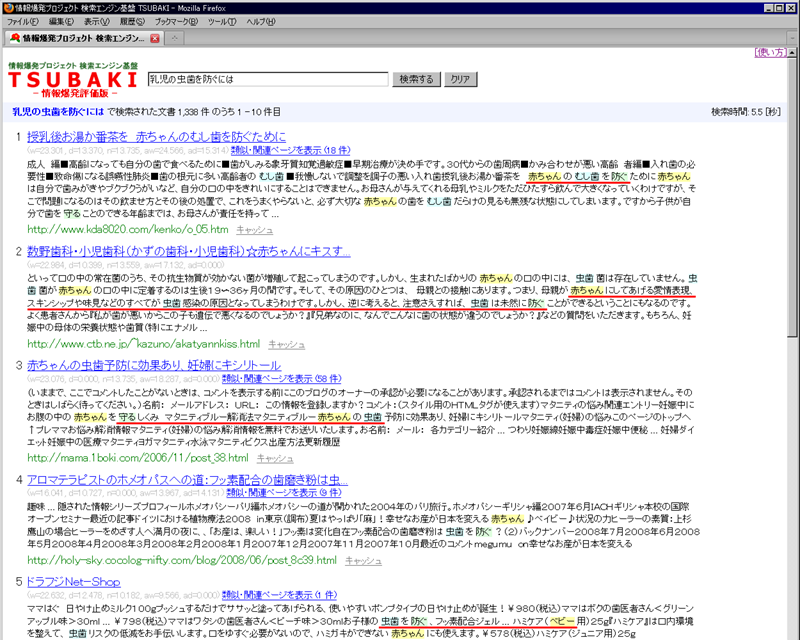 情報爆発プロジェクト 検索エンジン基盤 TSUBAKI - Mozilla Firefox
ファイル(F) 編集(E) 表示(V) 履歴(S) ブックマーク(B) ツール(T) ヘルプ(H)
情報爆発プロジェクト 検索エンジン...
[使い方]
情報爆発プロジェクト 検索エンジン基盤
TSUBAKI
- 情報爆発評価版 -
乳児の虫歯を防ぐには 検索する クリア
乳児の虫歯を防ぐには で検索された文書 1,338 件 のうち 1 - 10 件目 検索時間: 5.5 [秒]
1 授乳後お湯か番茶を 赤ちゃんのむし歯を防ぐために
(w=23.301, d=13.370, n=13.735, aw=24.566, ad=15.314) 類似・関連ページを表示 (18 件)
成人 編■高齢になっても自分の歯で食べるために■歯がしみる象牙質知覚過敏症■早期治療が決め手です。30代からの歯周病■かみ合わせが悪い高齢 者編■入れ歯の必
要性■致命傷になる誤嚥性肺炎■歯の根元に多い高齢者の むし歯 ■我慢しないで調整を調子の悪い入れ歯授乳後お湯か番茶を 赤ちゃんの むし歯 を防ぐ ために 赤ちゃん
は自分で歯みがきやブクブクうがいなど、自分の口の中をきれいにすることはできません。お母さんが与えてくれる母乳やミルクをただひたすら飲んで大きくなっていくわけですが、そ
こで問題になるのはその飲ませ方とその後の処置で、これをうまくやらないと、必ず大切な 赤ちゃん の歯を むし歯 だらけの見るも無残な状態にしてしまいます。ですから子供が自
分で歯を 守る ことのできる年齢までは、お母さんが責任を持って ...
http://www.kda8020.com/kenko/o_05.htm キャッシュ
2 数野歯科・小児歯科(かずの歯科・小児歯科)☆赤ちゃんにキスす...
(w=22.984, d=10.399, n=13.559, aw=17.132, ad=0.000)
といって口の中の常在菌のうち、その抗生物質が効かない菌が増殖して起こってしまうのです。しかし、生まれたばかりの 赤ちゃん の口の中には、虫歯 菌は存在していません。虫
歯 菌が 赤ちゃん の口の中に定着するのは生後19~36ヶ月の間です。そして、その原因のひとつは、 母親との接触にあります。つまり、母親が 赤ちゃん にしてあげる愛情表現、
スキンシップや味見などのすべてが 虫歯 感染の原因となってしまうわけです。しかし、逆に考えると、注意さえすれば、虫歯 は未然に防ぐ ことができるということにもなるのです。
よく患者さんから『私が歯が悪いからこの子も遺伝で悪くなるのでしょうか?』『兄弟なのに、なんでこんなに歯の状態が違うのでしょうか?』などの質問をいただきます。もちろん、妊
娠中の母体の栄養状態や歯質(特にエナメル ...
http://www.ctb.ne.jp/~kazuno/akatyannkiss.html キャッシュ
3 赤ちゃんの虫歯予防に効果あり、妊婦にキシリトール
(w=23.076, d=0.000, n=13.735, aw=18.287, ad=0.000) 類似・関連ページを表示 (58 件)
(いままで、ここでコメントしたことがないときは、コメントを表示する前にこのブログのオーナーの承認が必要になることがあります。承認されるまではコメントは表示されません。その
ときはしばらく待ってください。) 名前: メールアドレス: URL: この情報を登録しますか? コメント: (スタイル用のHTMLタグが使えます) マタニティの悩み関連エントリー妊娠中に
お腹の中の 赤ちゃん を 守る しくみ マタニティブルー解消法マタニティブルー 赤ちゃん の 虫歯 予防に効果あり、妊婦にキシリトールマタニティ(妊婦)の悩みこのページのトップへ
↑プレママお悩み解消情報マタニティ(妊婦)の悩み解消情報を無料でお送りいたします。お名前: メール: 各カテゴリー紹介 ... つわり妊娠線妊娠中毒症妊娠中便秘 ... 妊婦ダイ
エット妊娠中の医療マタニティヨガマタニティ水泳マタニティビクス出産方法更新履歴
http://mama.1boki.com/2006/11/post_38.html キャッシュ
4 アロマテラピストのホメオパスへの道:フッ素配合の歯磨き粉は虫...
(w=16.041, d=10.727, n=0.000, aw=13.967, ad=14.131) 類似・関連ページを表示 (9 件)
趣味 ... 隠された情報シリーズプロフィールホメオパシーバリ編ホメオパシーの道が開かれた2004年のバリ旅行。ホメオパシーギリシャ編2007年6月IACHギリシャ本校の国際
オープンセミナー最近の記事ドイツにおける植物療法2008 in東京(調布)夏はやっぱり「麻」! 幸せなお産が日本を変える 赤ちゃん ♪ベイビー♪状況の力ヒーラーの素質:上杉
鷹山の場合ヒーラーをめざす人へ満月の夜に、、「お産は、楽しい!」フッ素は変化自在フッ素配合の歯磨き粉は 虫歯 を 防ぐ ? (2) バックナンバー2008年7月2008年6月2008
年5月2008年4月2008年3月2008年2月2008年1月2007年12月2007年11月2007年10月最近のコメントmegumu on幸せなお産が日本を変える
http://holy-sky.cocolog-nifty.com/blog/2008/06/post_8c39.html キャッシュ
5 ドラフジNet-Shop
(w=22.632, d=12.478, n=10.182, aw=9.566, ad=0.000) 類似・関連ページを表示 (1 件)
ママはぐ 日やけ止めミルク100gプッシュするだけでササッと塗ってあげられる、使いやすいポンプタイプの日やけ止めが誕生! ¥980(税込)ママはボクの歯医者さん<グリーン
アップル味>30ml ... ¥798(税込)ママはワタシの歯医者さん<ピーチ味>30mlお子様の 虫歯 を 防ぐ 、フッ素配合ジェル ... ハミケア( ベビー 用)25g『ハミケア』は口内環境
を整えて、虫歯リスクの低減をお手伝いします。口をゆすぐ必要がないので、ハミガキができない 赤ちゃん にも使えます。¥578(税込)ハミケア(ジュニア用)25g